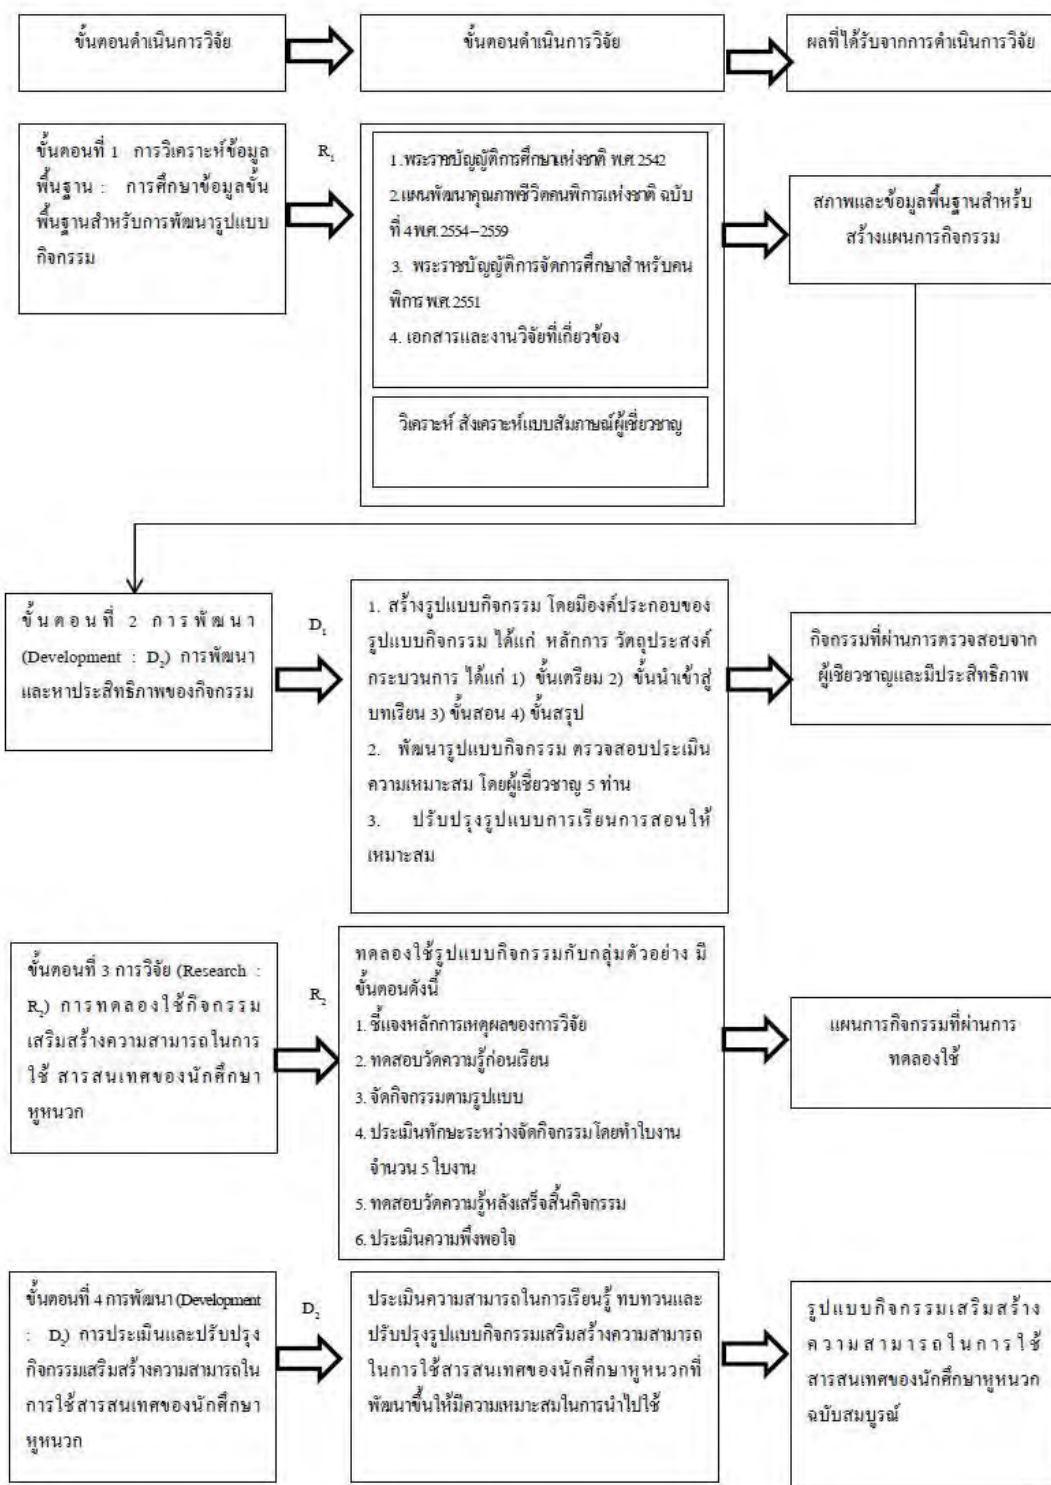 ขั้นตอนดำเนินการวิจัย
ขั้นตอนดำเนินการวิจัย
ผลที่ได้รับจากการดำเนินการวิจัย
ขั้นตอนที่ 1 การวิเคราะห์ข้อมูล
พื้นฐาน : การศึกษาข้อมูลขั้น
พื้นฐานสำหรับการพัฒนารูปแบบ
กิจกรรม
R1
1. พระราชบัญญัติการศึกษาแห่งชาติ พ.ศ. 2542
2. แผนพัฒนาคุณภาพชีวิตคนพิการแห่งชาติ ฉบับ
ที่ 4 พ.ศ. 2554 – 2559
3. พระราชบัญญัติการจัดการศึกษาสำหรับคน
พิการ พ.ศ. 2551
4. เอกสารและงานวิจัยที่เกี่ยวข้อง
วิเคราะห์ สังเคราะห์แบบสัมภาษณ์ผู้เชี่ยวชาญ
สภาพและข้อมูลพื้นฐานสำหรับ
สร้างแผนการกิจกรรม
ขั้นตอนที่ 2 การพัฒนา
(Development : D2) การพัฒนา
และหาประสิทธิภาพของกิจกรรม
D1
1. สร้างรูปแบบกิจกรรม โดยมีองค์ประกอบของ
รูปแบบกิจกรรม ได้แก่ หลักการ วัตถุประสงค์
กระบวนการ ได้แก่ 1) ขั้นเตรียม 2) ขั้นนำเข้าสู่
บทเรียน 3) ขั้นสอน 4) ขั้นสรุป
2. พัฒนารูปแบบกิจกรรม ตรวจสอบประเมิน
ความเหมาะสม โดยผู้เชี่ยวชาญ 5 ท่าน
3. ปรับปรุงรูปแบบการเรียนการสอนให้
เหมาะสม
กิจกรรมที่ผ่านการตรวจสอบจาก
ผู้เชี่ยวชาญและมีประสิทธิภาพ
ขั้นตอนที่ 3 การวิจัย (Research :
R2) การทดลองใช้กิจกรรม
เสริมสร้างความสามารถในการ
ใช้ สารสนเทศของนักศึกษา
หูหนวก
R2
ทดลองใช้รูปแบบกิจกรรมกับกลุ่มตัวอย่าง มี
ขั้นตอนดังนี้
1. ชี้แจงหลักการเหตุผลของการวิจัย
2. ทดสอบวัดความรู้ก่อนเรียน
3. จัดกิจกรรมตามรูปแบบ
4. ประเมินทักษะระหว่างจัดกิจกรรมโดยทำใบงาน
จำนวน 5 ใบงาน
5. ทดสอบวัดความรู้หลังเสร็จสิ้นกิจกรรม
6. ประเมินความพึงพอใจ
แผนการกิจกรรมที่ผ่านการ
ทดลองใช้
ขั้นตอนที่ 4 การพัฒนา (Development
: D2) การประเมินและปรับปรุง
กิจกรรมเสริมสร้างความสามารถใน
การใช้สารสนเทศของนักศึกษา
หูหนวก
D2
ประเมินความสามารถในการเรียนรู้ ทบทวนและ
ปรับปรุงรูปแบบกิจกรรมเสริมสร้างความสามารถ
ในการใช้สารสนเทศของนักศึกษาหูหนวกที่
พัฒนาขึ้นให้มีความเหมาะสมในการนำไปใช้
รูปแบบกิจกรรมเสริมสร้าง
ความสามารถในการใช้
สารสนเทศของนักศึกษาหูหนวก
ฉบับสมบูรณ์